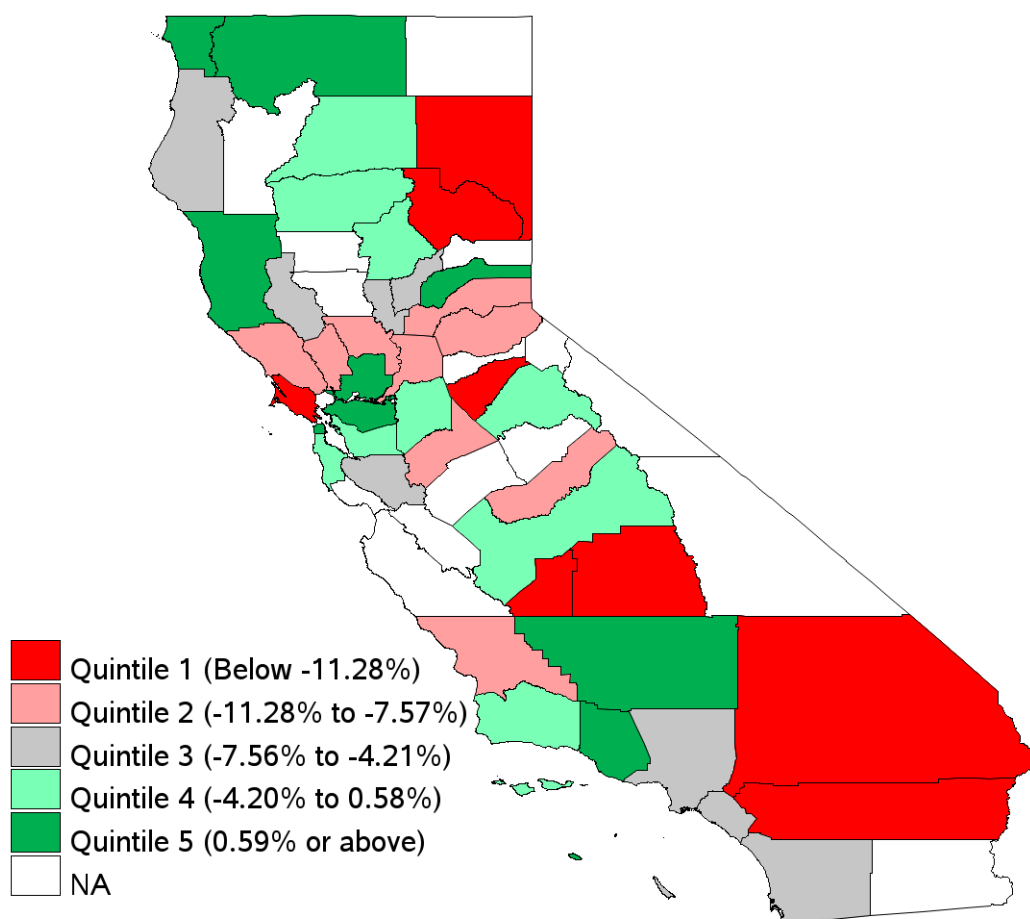 Quintile 1 (Below -11.28%)
Quintile 2 (-11.28% to -7.57%)
Quintile 3 (-7.56% to -4.21%)
Quintile 4 (-4.20% to 0.58%)
Quintile 5 (0.59% or above)
NA